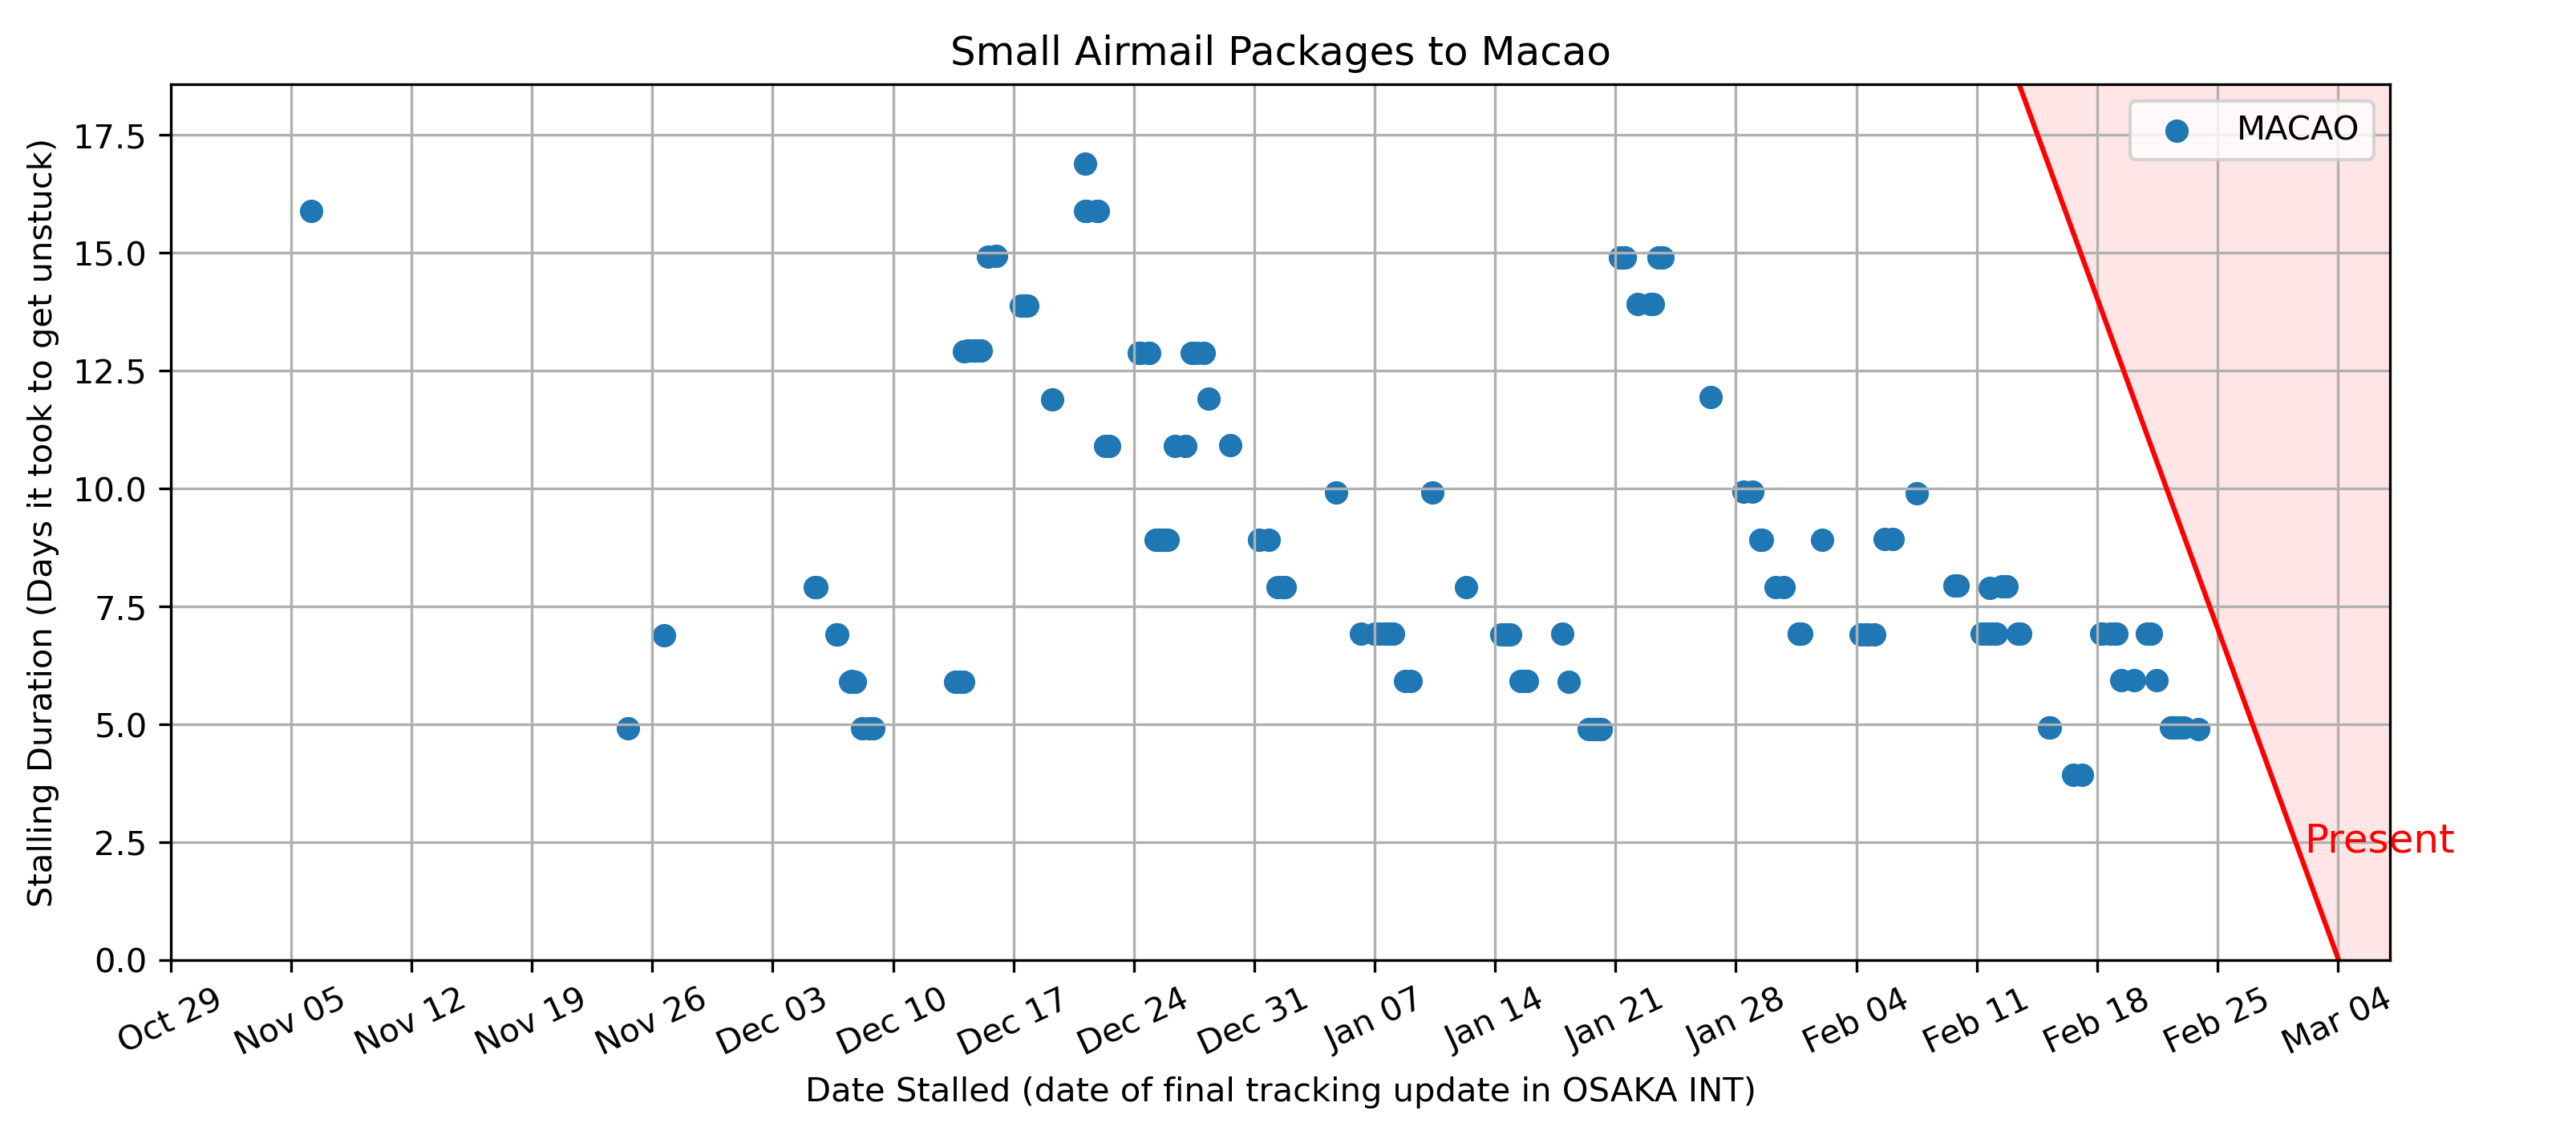 Small Airmail Packages to Macao
MACAO
Stalling Duration (Days it took to get unstuck)
17.5
15.0
12.5
10.0
7.5
5.0
2.5
0.0
Present
Oct 29 Nov 05 Nov 12 Nov 19 Nov 26 Dec 03 Dec 10 Dec 17 Dec 24 Dec 31 Jan 07 Jan 14 Jan 21 Jan 28 Feb 04 Feb 11 Feb 18 Feb 25 Mar 04
Date Stalled (date of final tracking update in OSAKA INT)